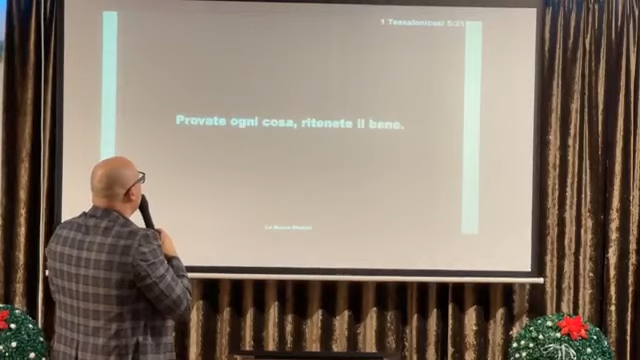 1 Tessalonicesi 5:21
Provate ogni cosa, ritenete il bene.